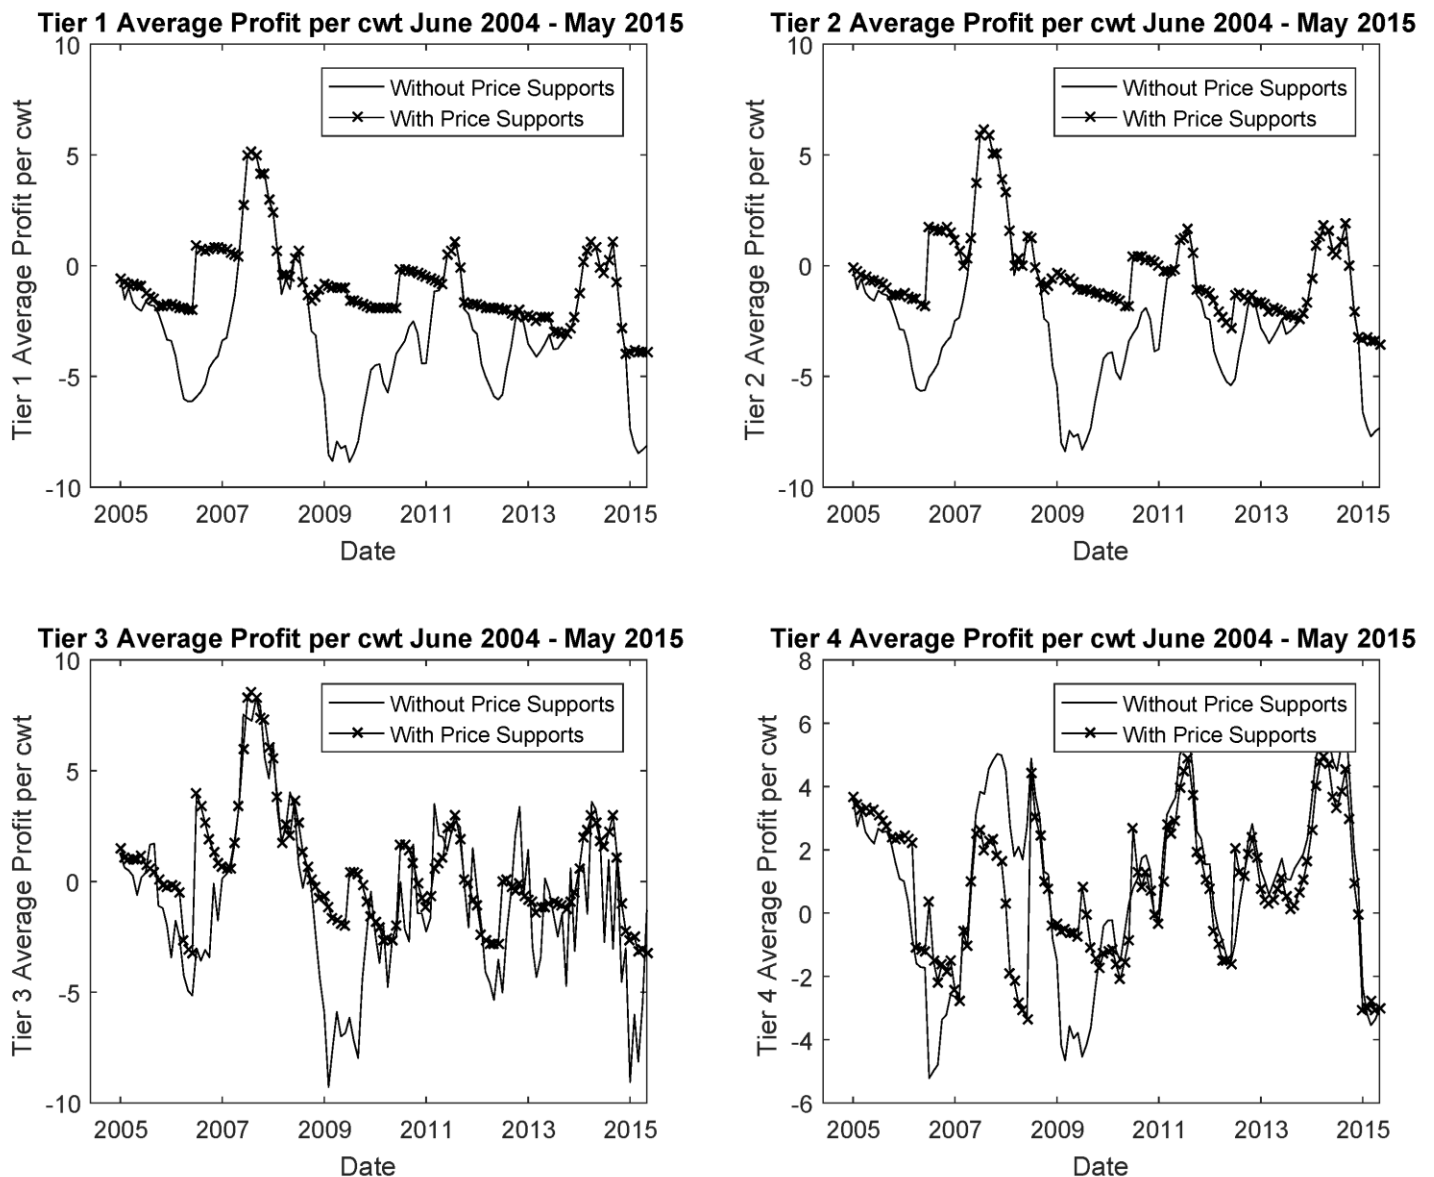 Tier 1 Average Profit per cwt June 2004 - May 2015
10
5
0
-5
-10
Tier 1 Average Profit per cwt
Without Price Supports
With Price Supports
2005 2007 2009 2011 2013 2015
Date
Tier 2 Average Profit per cwt June 2004 - May 2015
10
5
0
-5
-10
Tier 2 Average Profit per cwt
Without Price Supports
With Price Supports
2005 2007 2009 2011 2013 2015
Date
Tier 3 Average Profit per cwt June 2004 - May 2015
10
5
0
-5
-10
Tier 3 Average Profit per cwt
Without Price Supports
With Price Supports
2005 2007 2009 2011 2013 2015
Date
Tier 4 Average Profit per cwt June 2004 - May 2015
8
6
4
2
0
-2
-4
-6
Tier 4 Average Profit per cwt
Without Price Supports
With Price Supports
2005 2007 2009 2011 2013 2015
Date